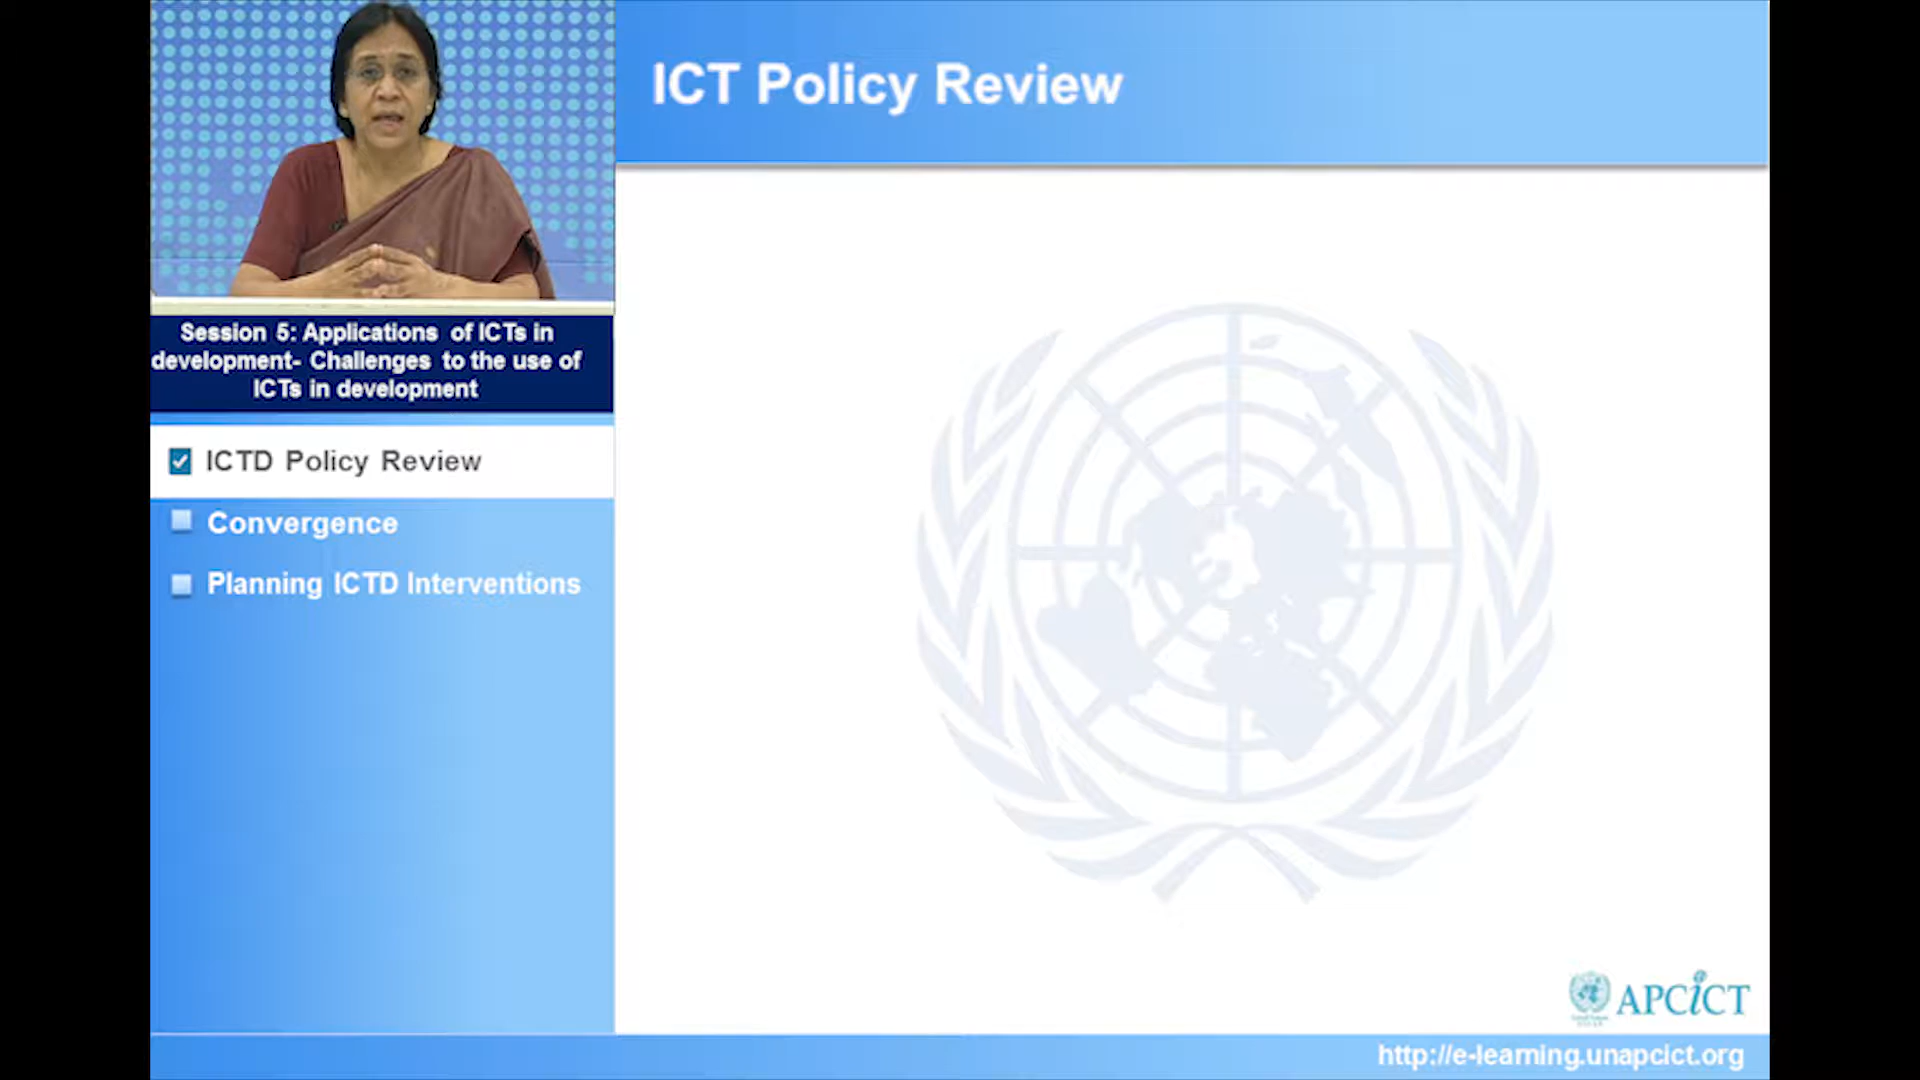 ICT Policy Review
Session 5: Applications of ICTs in
development- Challenges to the use of
ICTs in development
ICTD Policy Review
Convergence
Planning ICTD Interventions
APCiCT
http://e-learning.unapcict.org